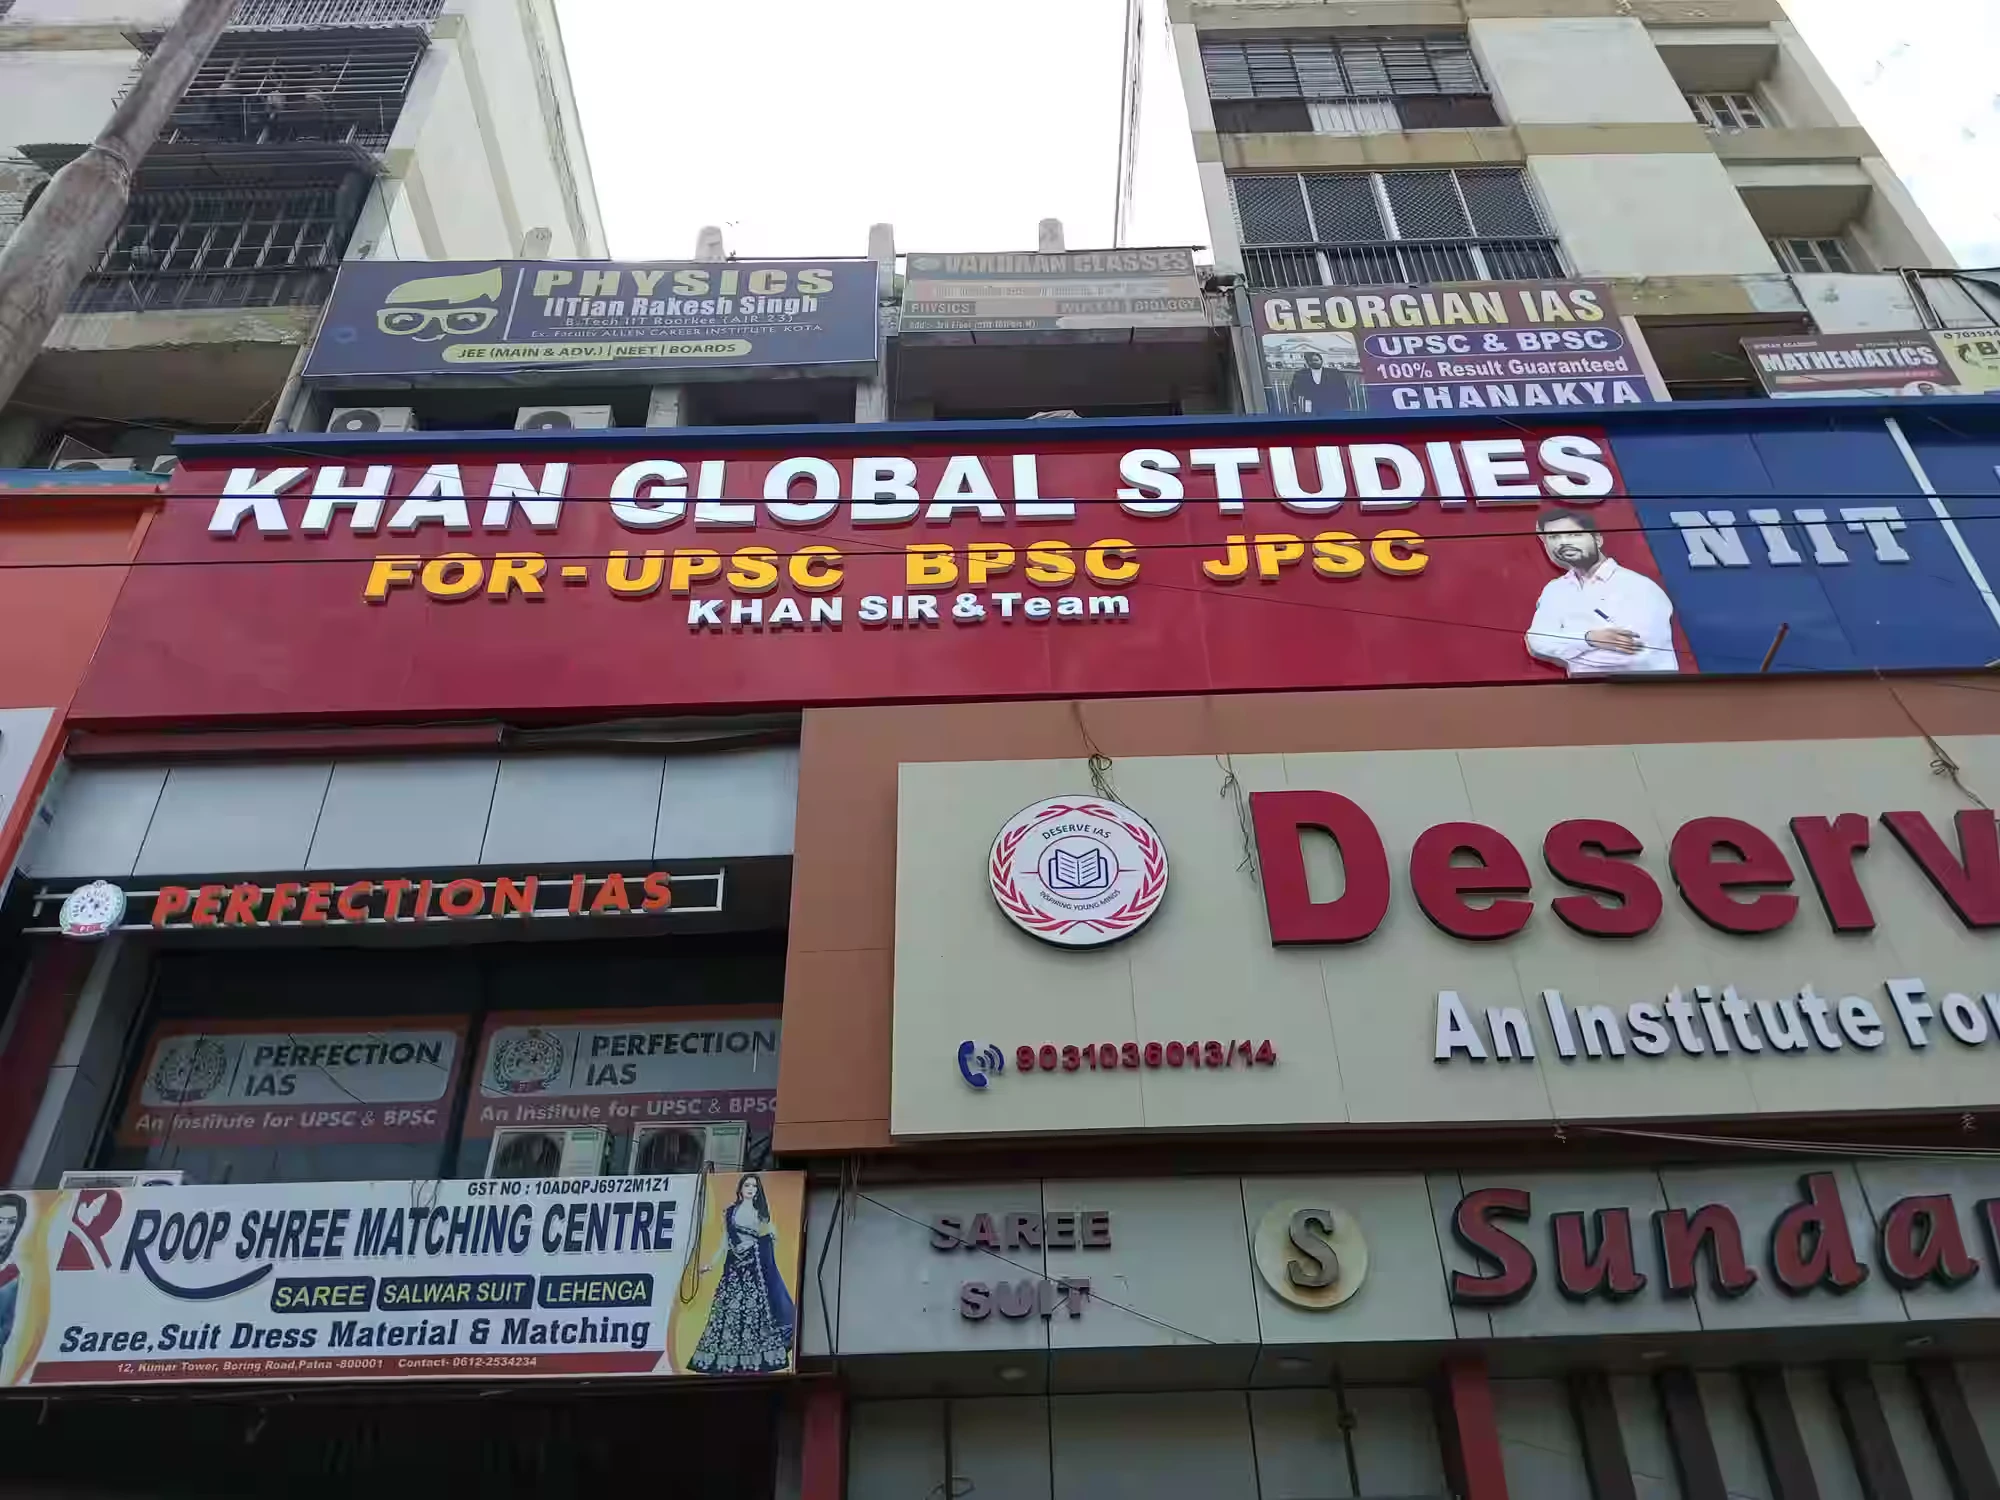 PHYSICS
IITian Rakesh Singh
B.Tech IIT Roorkee (AIR 23)
Ex. Faculty ALLEN CAREER INSTITUTE KOTA
JEE (MAIN & ADV.) | NEET | BOARDS
VARDHAN CLASSES
PHYSICS
BIOLOGY
GEORGIAN IAS
UPSC & BPSC
100% Result Guaranteed
CHANAKYA
MATHEMATICS
KHAN GLOBAL STUDIES
FOR-UPSC BPSC JPSC
KHAN SIR & Team
NIIT
DESERVE IAS
INSPIRING YOUNG MINDS
Deserv
An Institute For
9031036013/14
PERFECTION IAS
PERFECTION
IAS
An Institute for UPSC & BPSC
PERFECTION
IAS
An Institute for UPSC & BPSC
GST NO : 10ADQPJ6972M1Z1
ROOP SHREE MATCHING CENTRE
SAREE SALWAR SUIT LEHENGA
Saree, Suit Dress Material & Matching
12, Kumar Tower, Boring Road, Patna -800001 Contact- 0612-2534234
SAREE
SUIT
S
Sunda